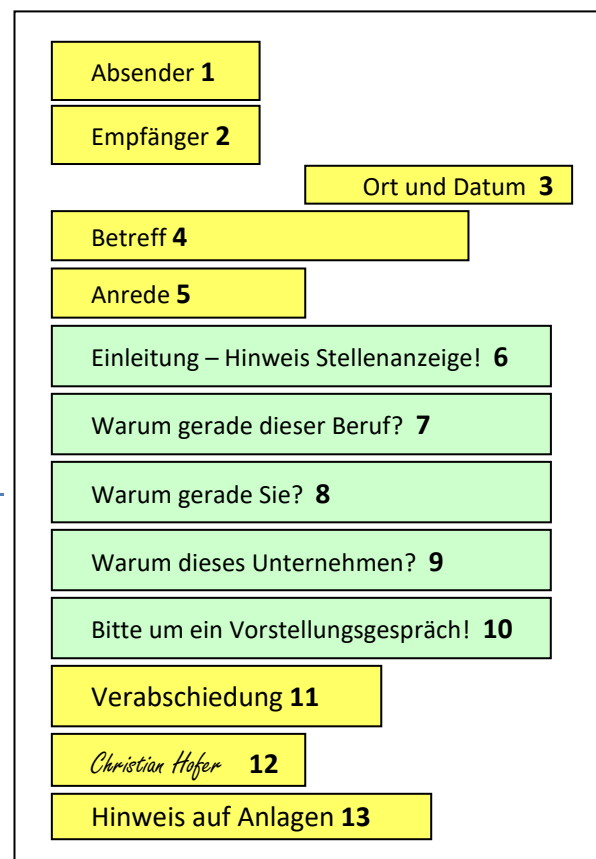 Absender 1
Empfänger 2
Ort und Datum 3
Betreff 4
Anrede 5
Einleitung – Hinweis Stellenanzeige! 6
Warum gerade dieser Beruf? 7
Warum gerade Sie? 8
Warum dieses Unternehmen? 9
Bitte um ein Vorstellungsgespräch! 10
Verabschiedung 11
Christian Hofer 12
Hinweis auf Anlagen 13